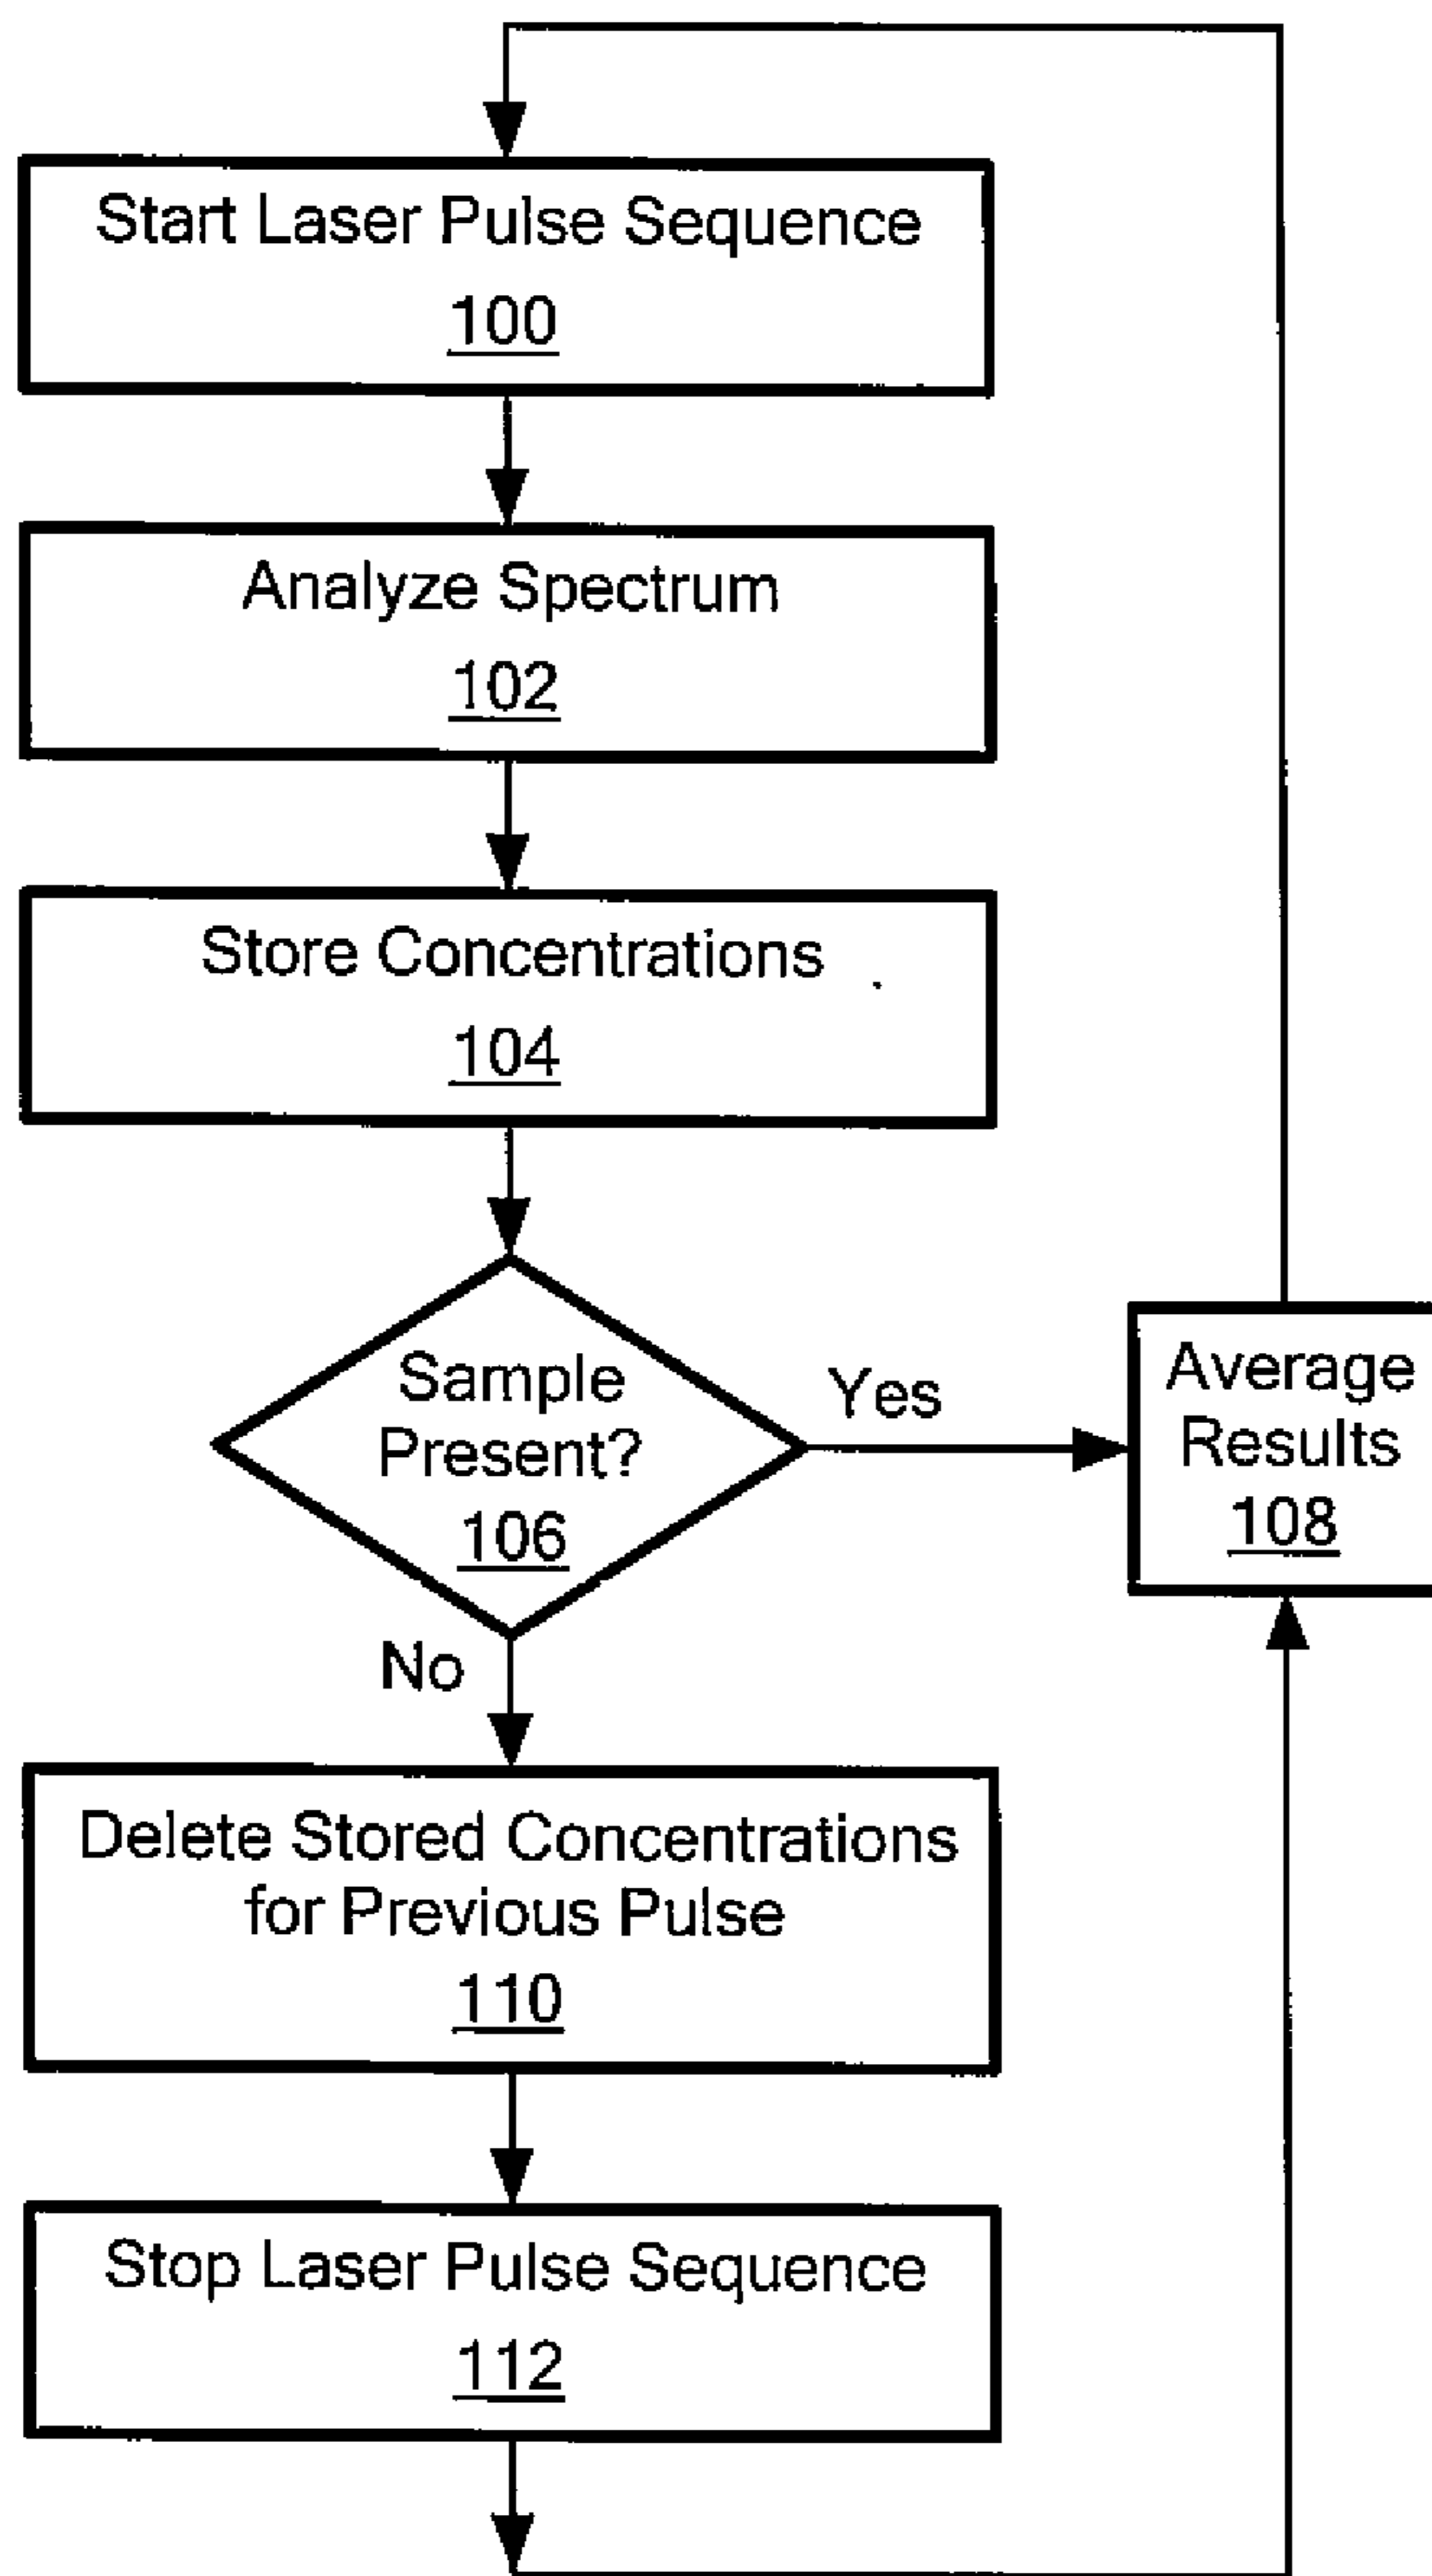 Start Laser Pulse Sequence
100
Analyze Spectrum
102
Store Concentrations
104
Sample
Present?
106
Yes
Average
Results
108
No
Delete Stored Concentrations
for Previous Pulse
110
Stop Laser Pulse Sequence
112